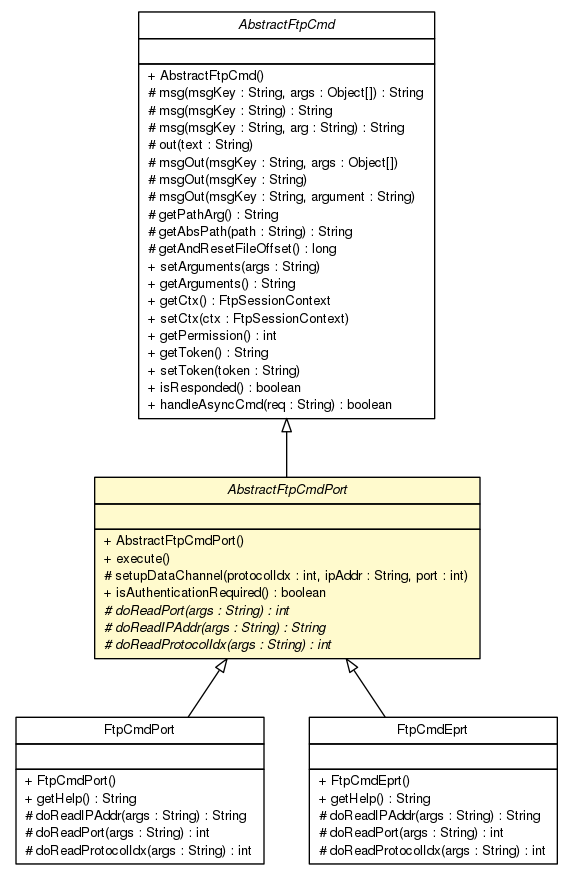 AbstractFtpCmd
+ AbstractFtpCmd()
# msg(msgKey : String, args : Object[]) : String
# msg(msgKey : String) : String
# msg(msgKey : String, arg : String) : String
# out(text : String)
# msgOut(msgKey : String, args : Object[])
# msgOut(msgKey : String)
# msgOut(msgKey : String, argument : String)
# getPathArg() : String
# getAbsPath(path : String) : String
# getAndResetFileOffset() : long
+ setArguments(args : String)
+ getArguments() : String
+ getCtx() : FtpSessionContext
+ setCtx(ctx : FtpSessionContext)
+ getPermission() : int
+ getToken() : String
+ setToken(token : String)
+ isResponded() : boolean
+ handleAsyncCmd(req : String) : boolean
AbstractFtpCmdPort
+ AbstractFtpCmdPort()
+ execute()
# setupDataChannel(protocolIdx : int, ipAddr : String, port : int)
+ isAuthenticationRequired() : boolean
# doReadPort(args : String) : int
# doReadIPAddr(args : String) : String
# doReadProtocolIdx(args : String) : int
FtpCmdPort
+ FtpCmdPort()
+ getHelp() : String
# doReadIPAddr(args : String) : String
# doReadPort(args : String) : int
# doReadProtocolIdx(args : String) : int
FtpCmdEprt
+ FtpCmdEprt()
+ getHelp() : String
# doReadIPAddr(args : String) : String
# doReadPort(args : String) : int
# doReadProtocolIdx(args : String) : int